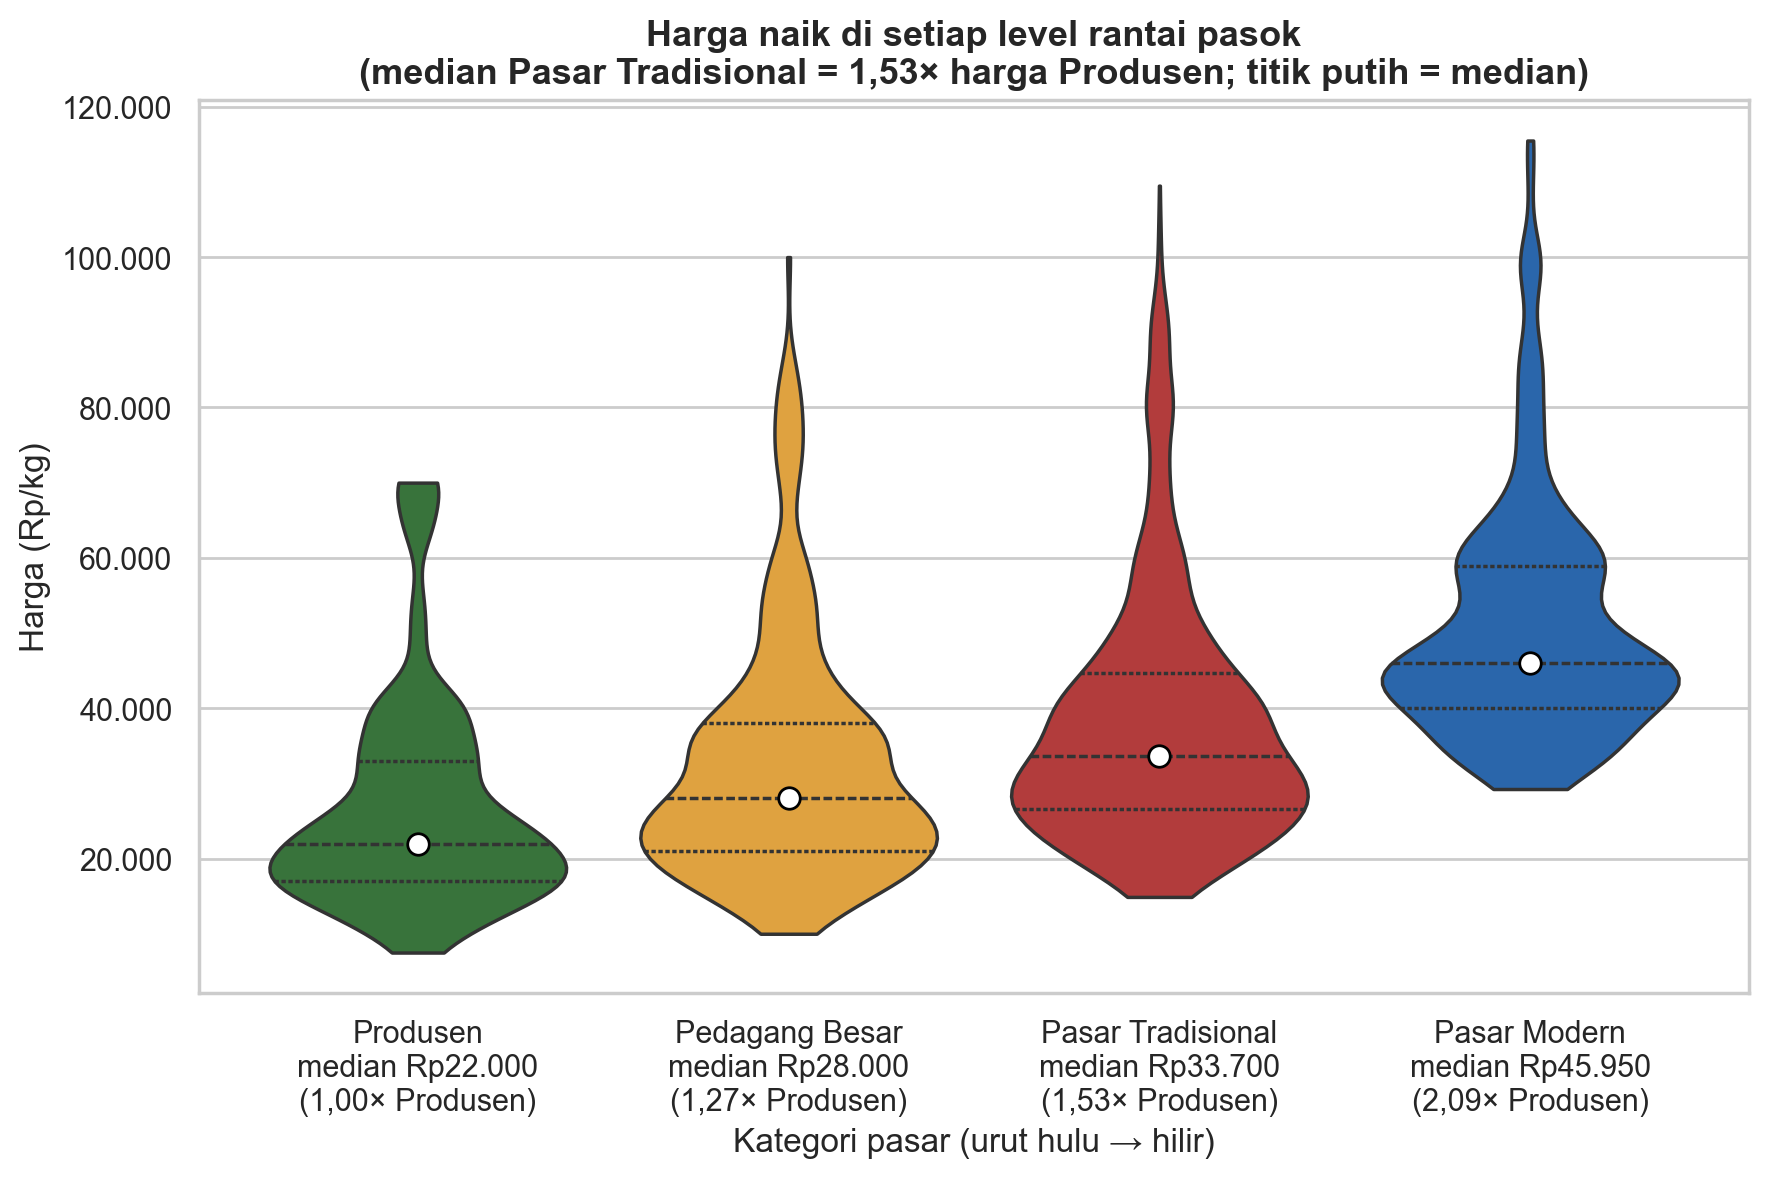 Harga naik di setiap level rantai pasok
(median Pasar Tradisional = 1,53× harga Produsen; titik putih = median)
120.000
100.000
80.000
60.000
40.000
20.000
Harga (Rp/kg)
Produsen
median Rp22.000
(1,00× Produsen)
Pedagang Besar
median Rp28.000
(1,27× Produsen)
Pasar Tradisional
median Rp33.700
(1,53× Produsen)
Pasar Modern
median Rp45.950
(2,09× Produsen)
Kategori pasar (urut hulu → hilir)